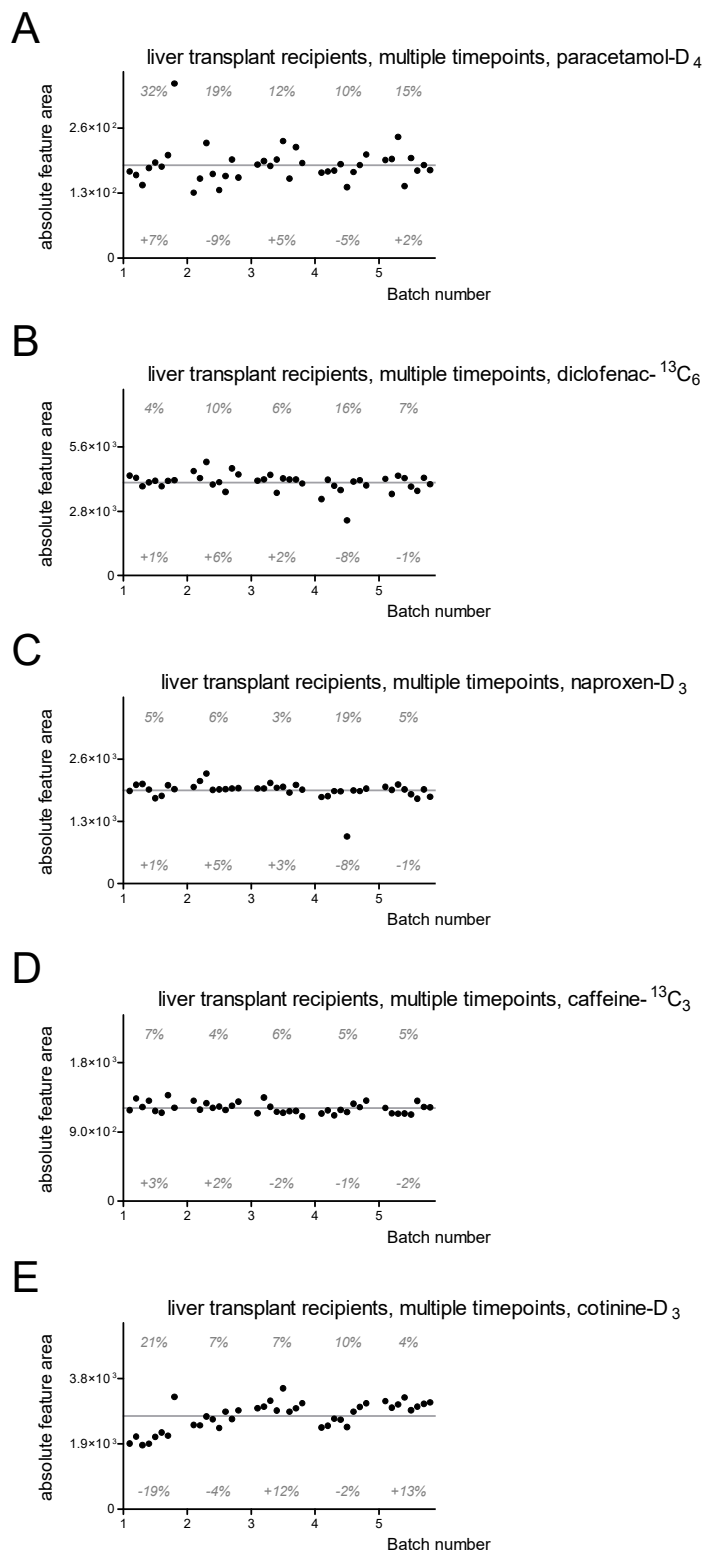 A
liver transplant recipients, multiple timepoints, paracetamol-D4
absolute feature area
32% 19% 12% 10% 15%
2.6×10²
1.3×10²
+7% -9% +5% -5% +2%
0
1 2 3 4 5
Batch number
B
liver transplant recipients, multiple timepoints, diclofenac-¹³C₆
absolute feature area
4% 10% 6% 16% 7%
5.6×10³
2.8×10³
+1% +6% +2% -8% -1%
0
1 2 3 4 5
Batch number
C
liver transplant recipients, multiple timepoints, naproxen-D₃
absolute feature area
5% 6% 3% 19% 5%
2.6×10³
1.3×10³
+1% +5% +3% -8% -1%
0
1 2 3 4 5
Batch number
D
liver transplant recipients, multiple timepoints, caffeine-¹³C₃
absolute feature area
7% 4% 6% 5% 5%
1.8×10³
9.0×10²
+3% +2% -2% -1% -2%
0
1 2 3 4 5
Batch number
E
liver transplant recipients, multiple timepoints, cotinine-D₃
absolute feature area
21% 7% 7% 10% 4%
3.8×10³
1.9×10³
-19% -4% +12% -2% +13%
0
1 2 3 4 5
Batch number